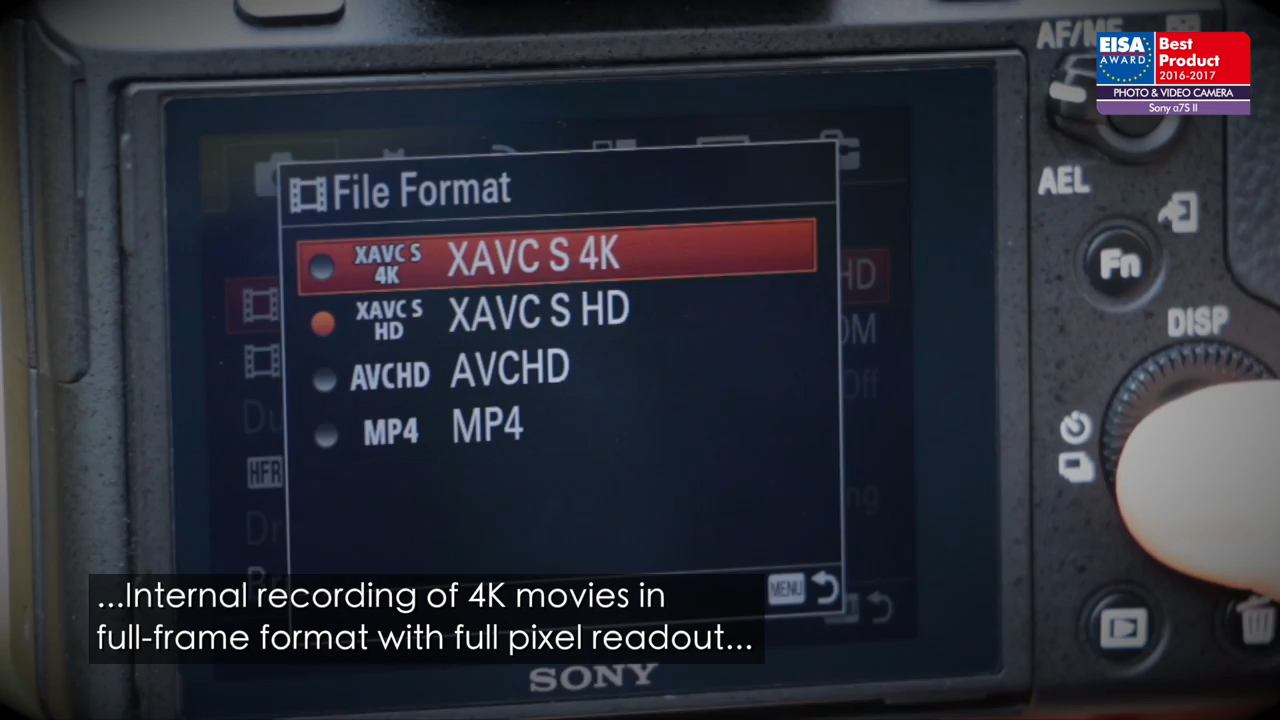 AF/MF
EISA
AWARD
Best
Product
2016-2017
PHOTO & VIDEO CAMERA
Sony α7S II
File Format
AEL
XAVC S
4K
XAVC S 4K
Fn
HD
XAVC S
HD
XAVC S HD
DISP
AVCHD
AVCHD
Off
MP4
MP4
HFR
MENU
...Internal recording of 4K movies in
full-frame format with full pixel readout...
SONY